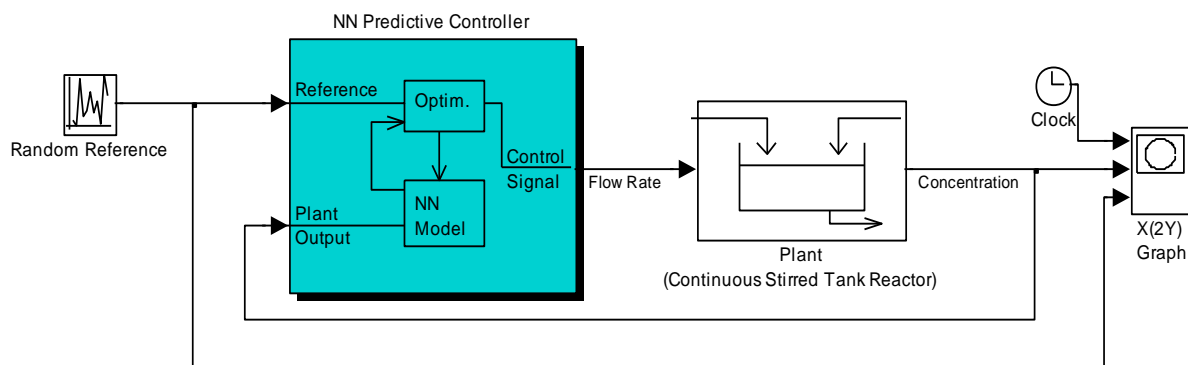 NN Predictive Controller
Random Reference
Reference
Optim.
Control
Signal
NN
Model
Plant
Output
Flow Rate
Plant
(Continuous Stirred Tank Reactor)
Concentration
Clock
X(2Y)
Graph